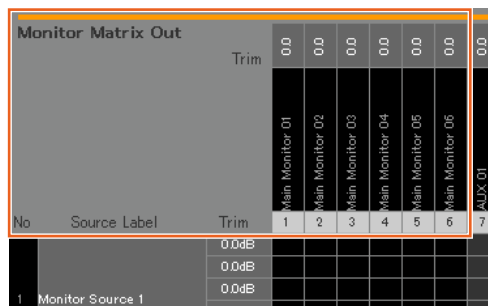 Monitor Matrix Out
Trim 0.0 0.0 0.0 0.0 0.0 0.0 0.0
Main Monitor 01 Main Monitor 02 Main Monitor 03 Main Monitor 04 Main Monitor 05 Main Monitor 06 AUX 01
No Source Label Trim 1 2 3 4 5 6 7
0.0dB
0.0dB
0.0dB
1 Monitor Source 1